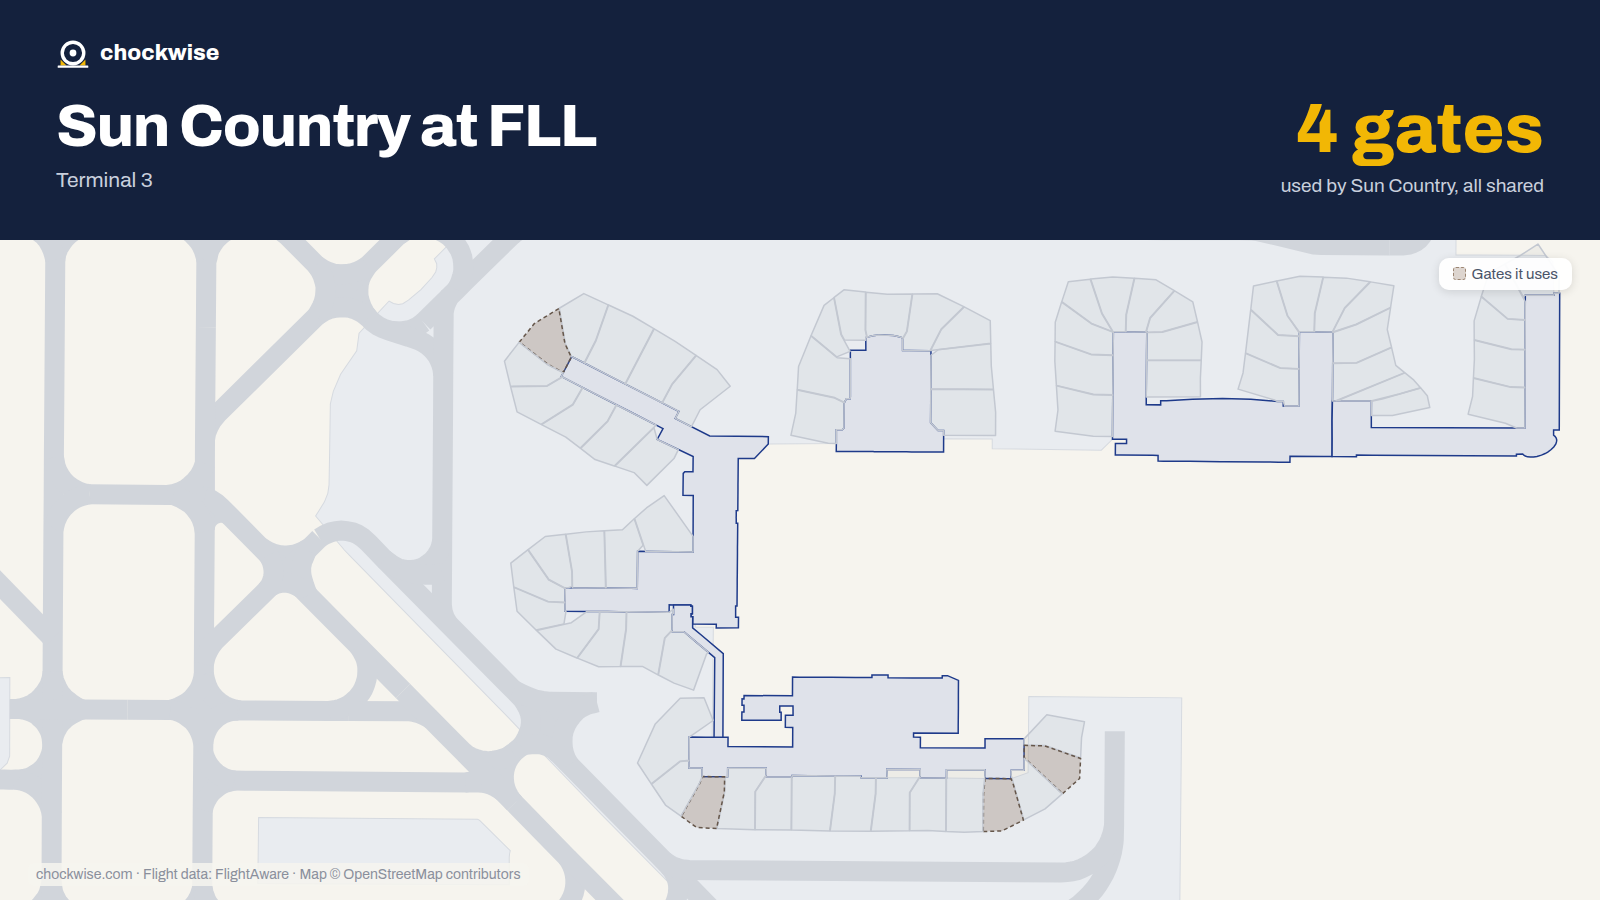 chockwise
Sun Country at FLL
Terminal 3
4 gates
used by Sun Country, all shared
Gates it uses
chockwise.com · Flight data: FlightAware · Map © OpenStreetMap contributors